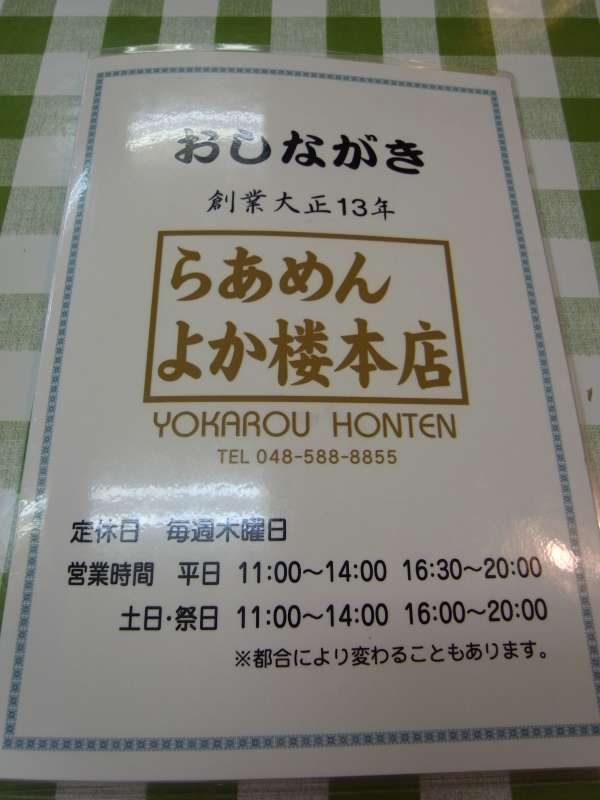 おしながき
創業大正13年
らあめん
よか楼本店
YOKAROU HONTEN
TEL 048-588-8855
定休日 毎週木曜日
営業時間 平日 11:00～14:00 16:30～20:00
土日・祭日 11:00～14:00 16:00～20:00
※都合により変わることもあります。